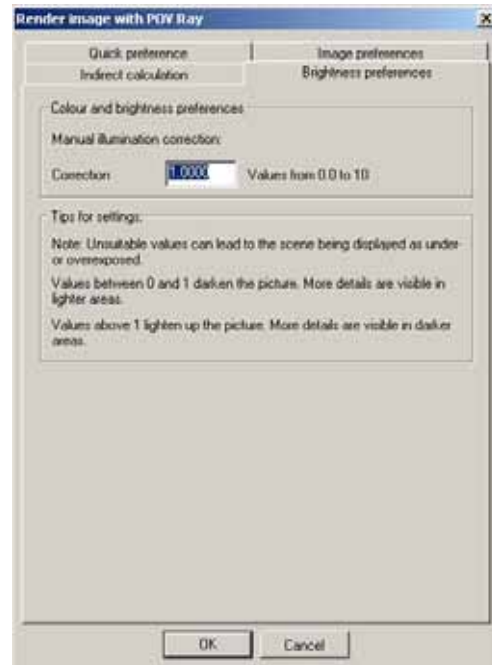 Render image with POV Ray
Quick preference
Image preferences
Indirect calculation
Brightness preferences
Colour and brightness preferences
Manual illumination correction:
Correction 1.0000 Values from 0.0 to 10
Tips for settings:
Note: Unsuitable values can lead to the scene being displayed as under-
or overexposed.
Values between 0 and 1 darken the picture. More details are visible in
lighter areas.
Values above 1 lighten up the picture. More details are visible in darker
areas.
OK
Cancel